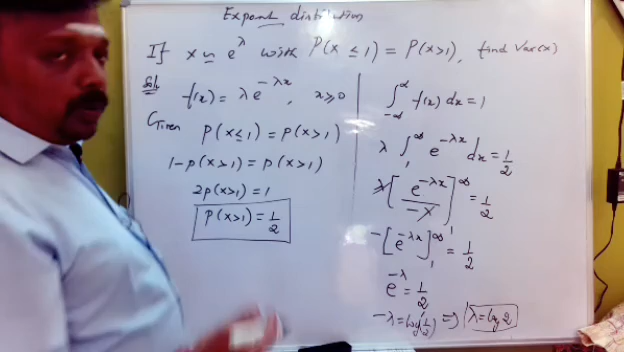 Expond distribution
If x ~ e^λ with P(x ≤ 1) = P(x>1), find Var(x)
Sol
f(x) = λ e^{-λx}, x≥0
Given P(x≤1) = P(x>1)
1-p(x>1) = p(x>1)
2p(x>1) = 1
P(x>1) = 1/2
∫_{-∞}^{∞} f(x) dx = 1
λ ∫_1^∞ e^{-λx} dx = 1/2
λ [e^{-λx}/-λ]_1^∞ = 1/2
-[e^{-λx}]_1^∞ = 1/2
e^{-λ} = 1/2
-λ = log(1/2) => λ = log 2